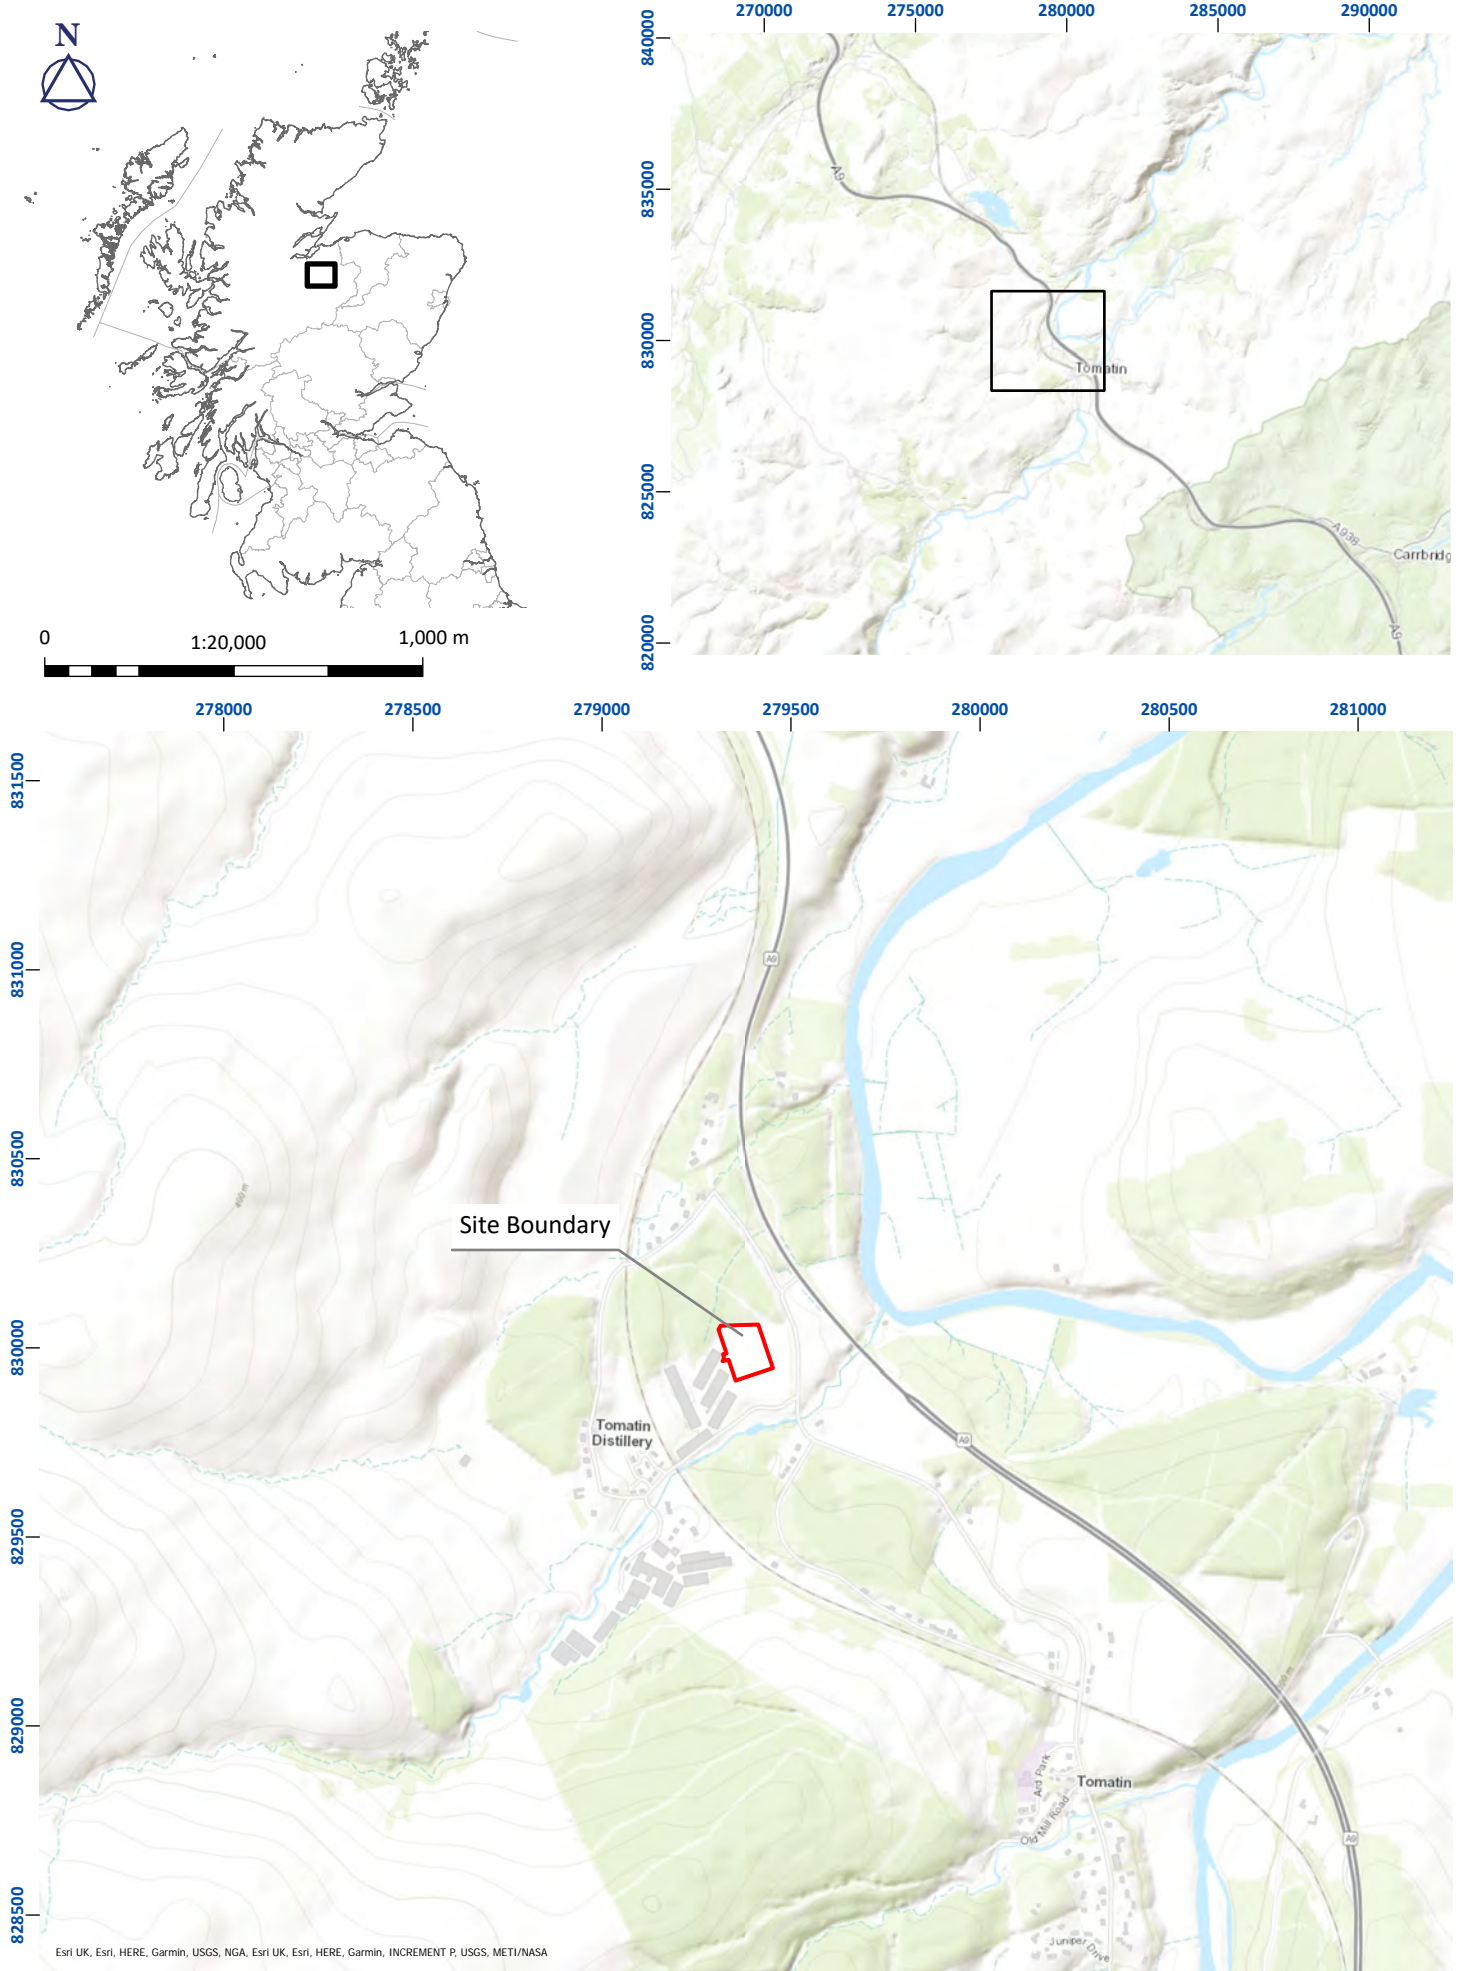 N
270000 275000 280000 285000 290000
840000
835000
830000
825000
820000
A9
Tomatin
A938
Carrbridg
A9
0 1:20,000 1,000 m
278000 278500 279000 279500 280000 280500 281000
831500
831000
830500
830000
829500
829000
828500
A9
400 m
Site Boundary
Tomatin
Distillery
A9
Ard Park
Tomatin
Old Mill Road
A9
Juniper Drive
Esri UK, Esri, HERE, Garmin, USGS, NGA, Esri UK, Esri, HERE, Garmin, INCREMENT P, USGS, METI/NASA